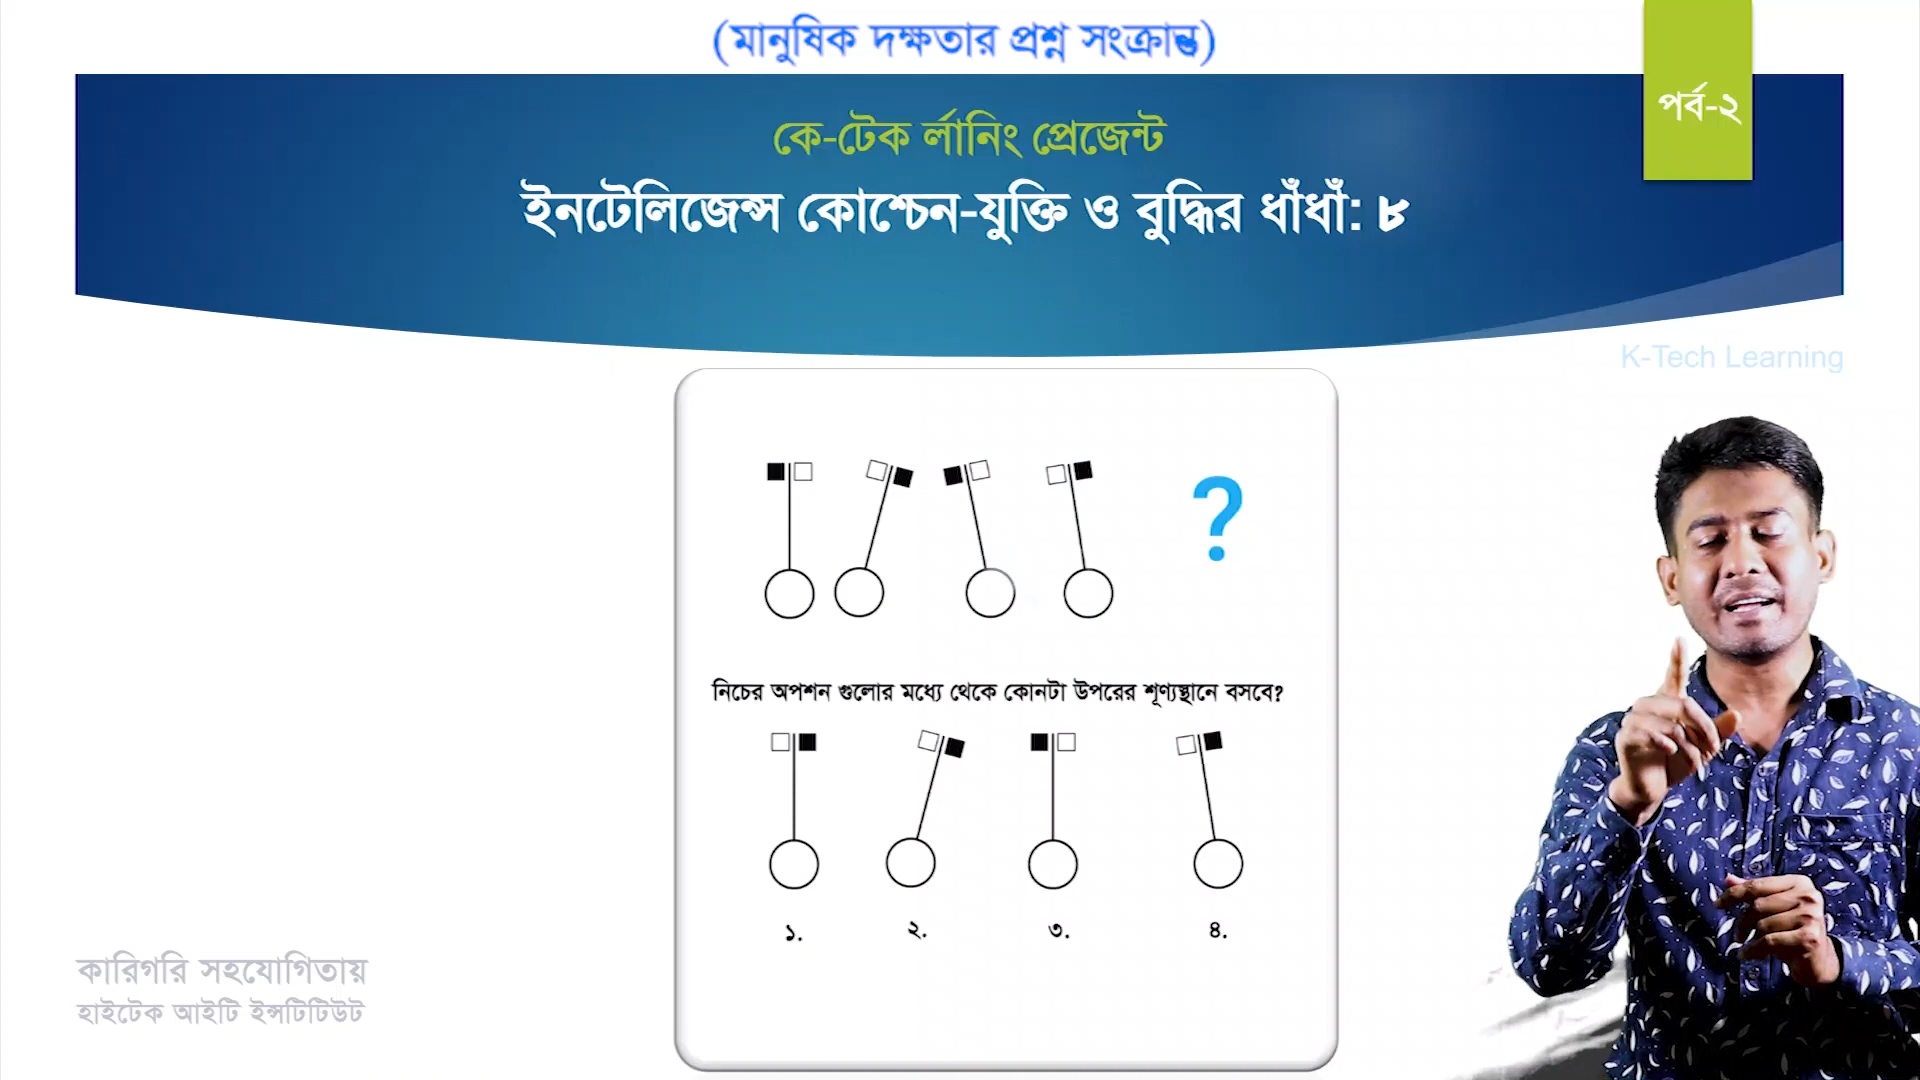 (মানুষিক দক্ষতার প্রশ্ন সংক্রান্ত)
পর্ব-২
কে-টেক র্লানিং প্রেজেন্ট
ইনটেলিজেন্স কোশ্চেন-যুক্তি ও বুদ্ধির ধাঁধাঁ: ৮
K-Tech Learning
?
নিচের অপশন গুলোর মধ্যে থেকে কোনটা উপরের শূণ্যস্থানে বসবে?
১. ২. ৩. ৪.
কারিগরি সহযোগিতায়
হাইটেক আইটি ইন্সটিটিউট